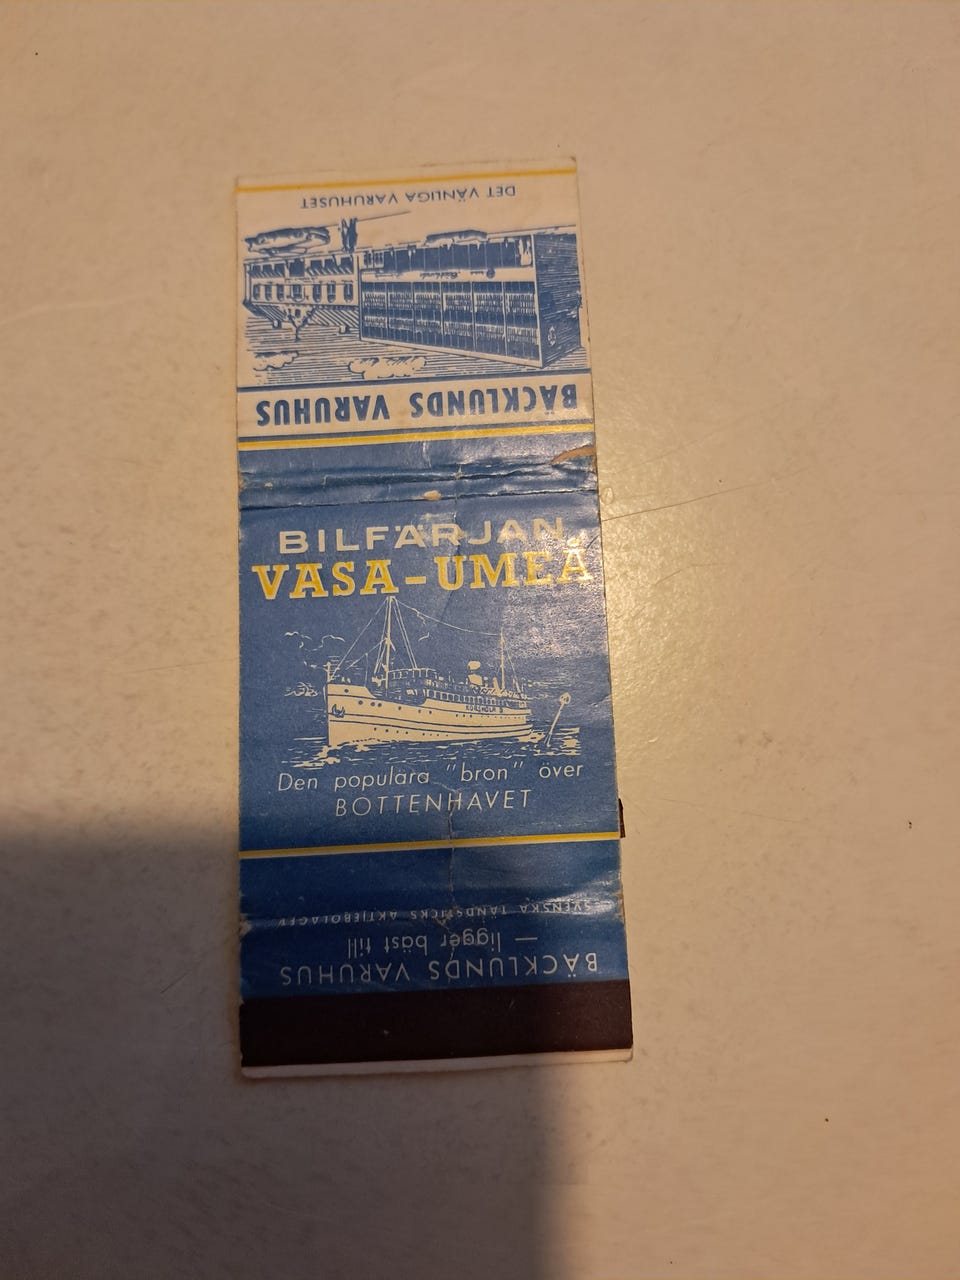 DET VÄNLIGA VARUHUSET
BÄCKLUNDS VARUHUS
BILFÄRJAN
VASA-UMEÅ
KORSHOLM
Den populära "bron" över
BOTTENHAVET
SVENSKA TÄNDSTICKS AKTIEBOLAGET
— ligger bäst till
BÄCKLUNDS VARUHUS